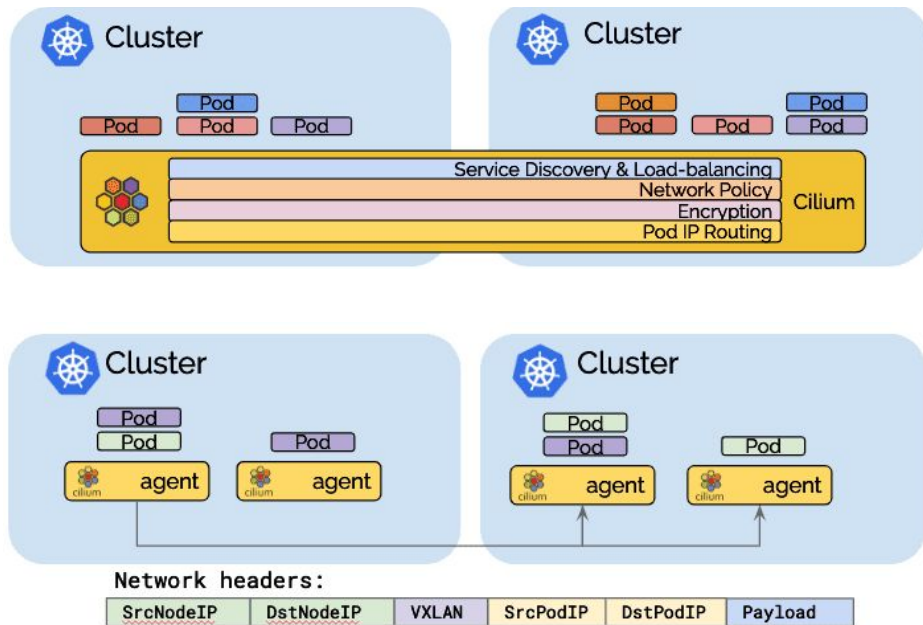 Cluster
Cluster
Pod
Pod
Pod
Pod
Pod
Pod
Pod
Pod
Pod
Service Discovery & Load-balancing
Network Policy
Cilium
Encryption
Pod IP Routing
Cluster
Cluster
Pod
Pod
Pod
Pod
Pod
Pod
cilium
agent
cilium
agent
cilium
agent
cilium
agent
Network headers:
SrcNodeIP DstNodeIP VXLAN SrcPodIP DstPodIP Payload